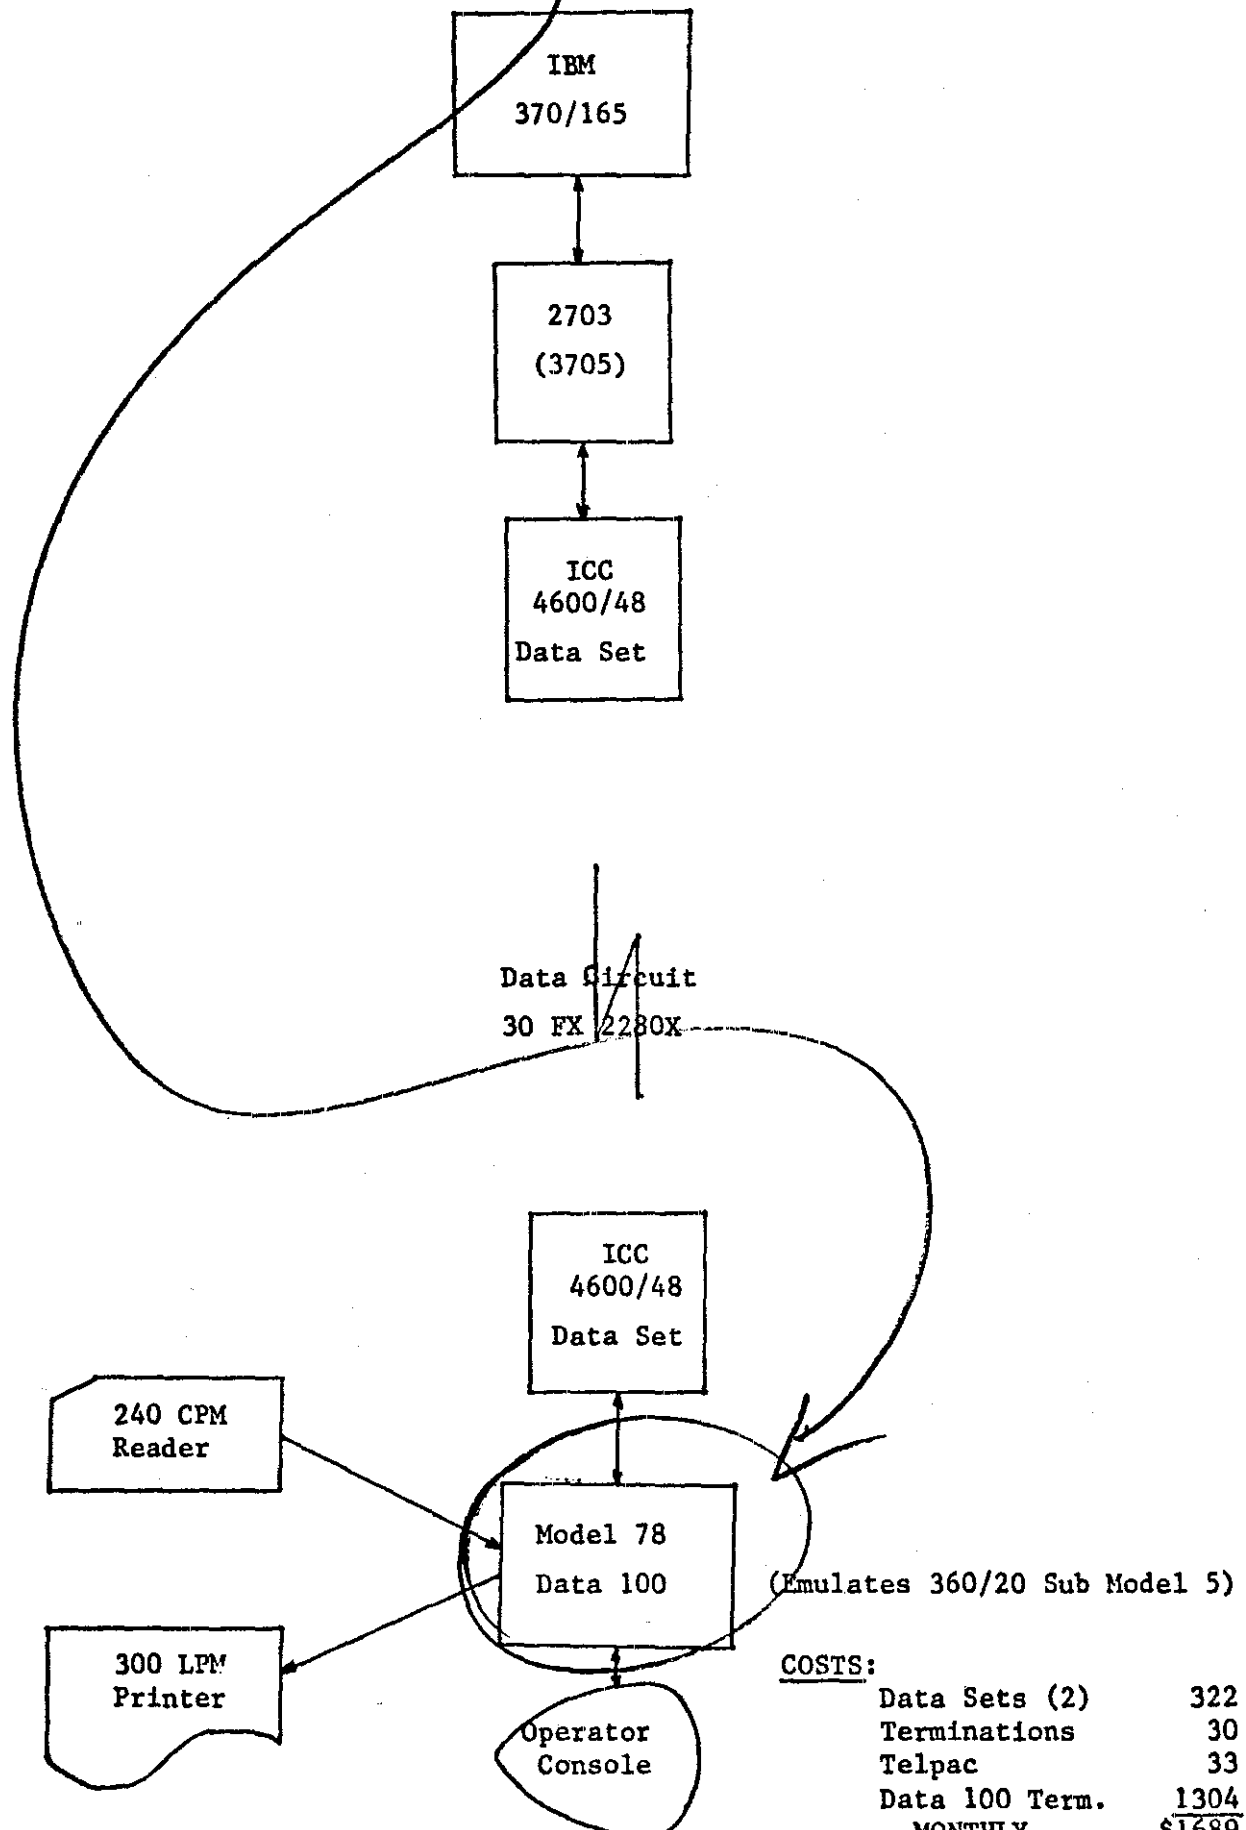 IBM
370/165
2703
(3705)
ICC
4600/48
Data Set
Data Circuit
30 FX 2280X
ICC
4600/48
Data Set
240 CPM
Reader
Model 78
Data 100
(Emulates 360/20 Sub Model 5)
300 LPM
Printer
Operator
Console
COSTS:
Data Sets (2) 322
Terminations 30
Telpac 33
Data 100 Term. 1304
MONTHLY $1689